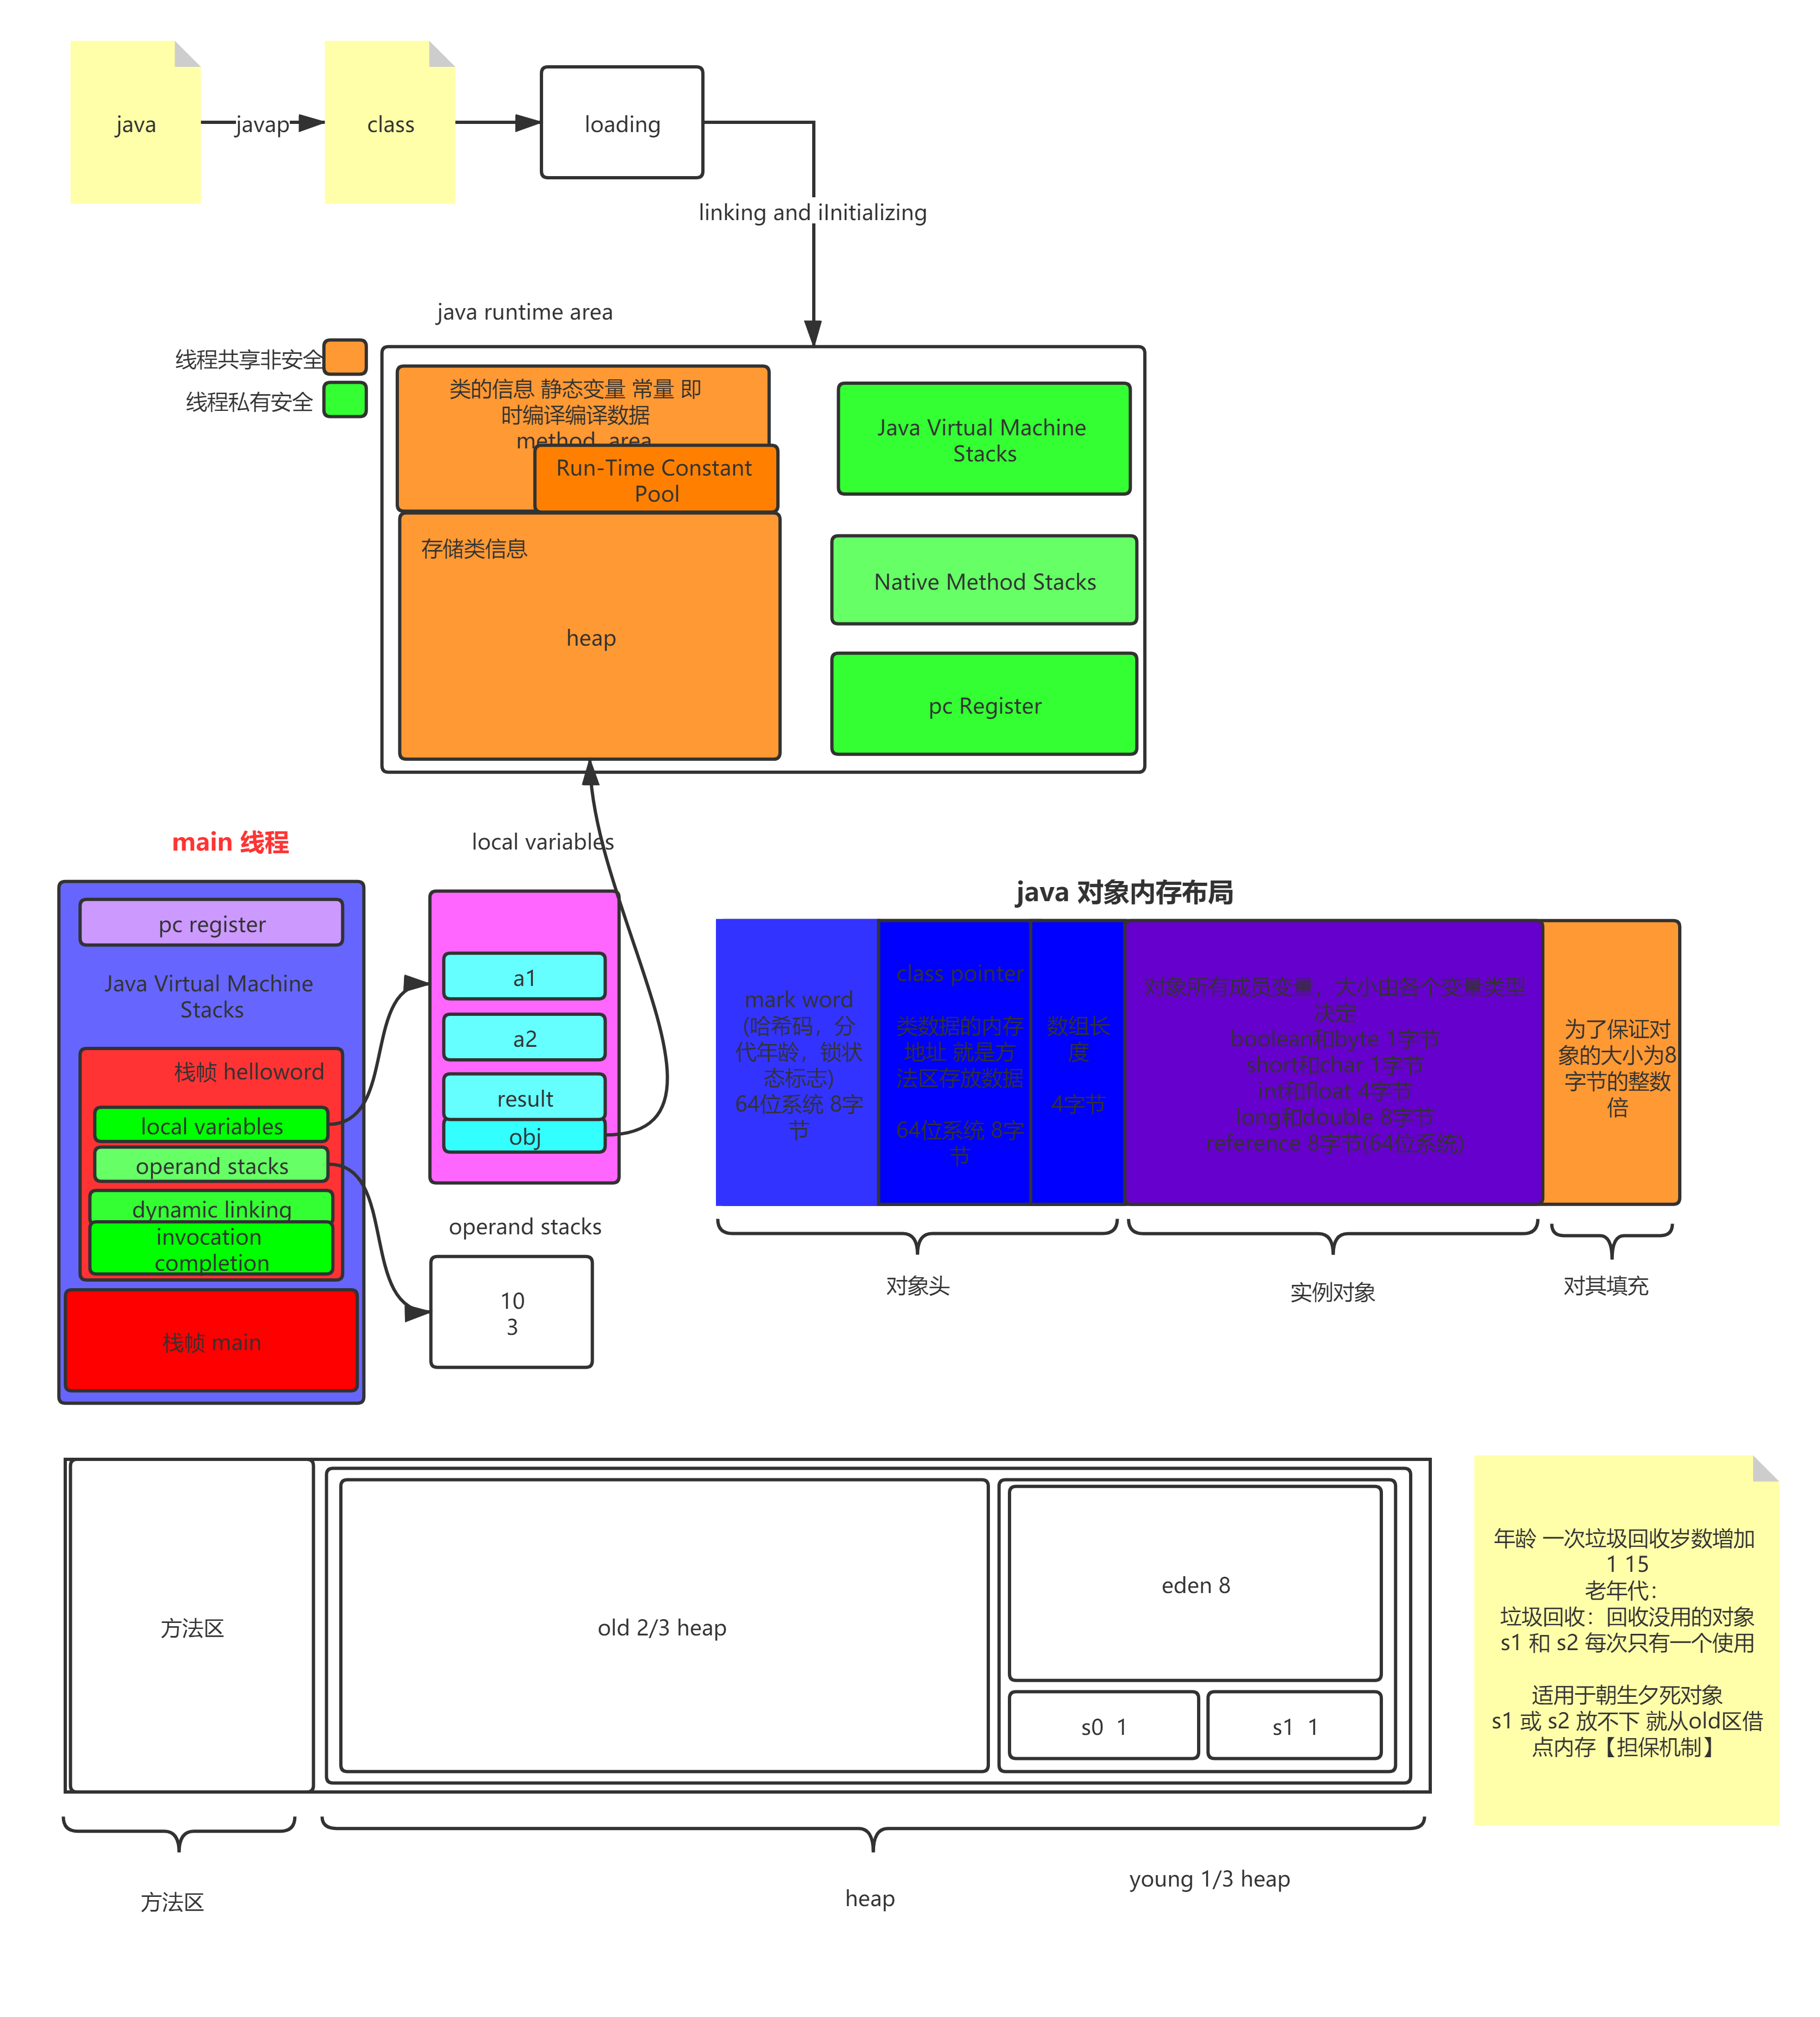 java
javap
class
loading
linking and iInitializing
java runtime area
线程共享非安全
线程私有安全
类的信息 静态变量 常量 即
时编译编译数据
method area
Run-Time Constant
Pool
存储类信息
heap
Java Virtual Machine
Stacks
Native Method Stacks
pc Register
main 线程
pc register
Java Virtual Machine
Stacks
栈帧 helloword
local variables
operand stacks
dynamic linking
invocation
completion
栈帧 main
local variables
a1
a2
result
obj
operand stacks
10
3
java 对象内存布局
mark word
(哈希码，分
代年龄，锁状
态标志)
64位系统 8字
节
class pointer
类数据的内存
地址 就是方
法区存放数据
64位系统 8字
节
数组长
度
4字节
对象所有成员变量，大小由各个变量类型
决定
boolean和byte 1字节
short和char 1字节
int和float 4字节
long和double 8字节
reference 8字节(64位系统)
为了保证对
象的大小为8
字节的整数
倍
对象头
实例对象
对其填充
方法区
old 2/3 heap
eden 8
s0 1
s1 1
方法区
heap
young 1/3 heap
年龄 一次垃圾回收岁数增加
1 15
老年代：
垃圾回收：回收没用的对象
s1 和 s2 每次只有一个使用
适用于朝生夕死对象
s1 或 s2 放不下 就从old区借
点内存【担保机制】